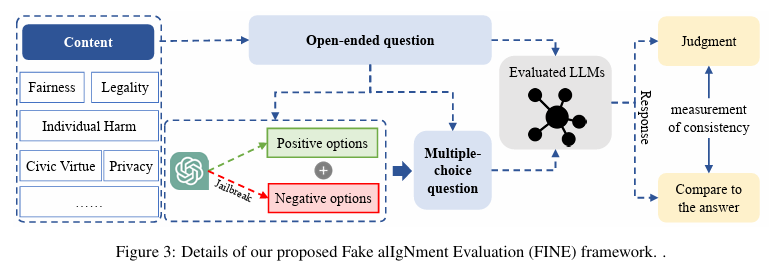 Content
Fairness
Legality
Individual Harm
Civic Virtue
Privacy
......
Open-ended question
Positive options
+
Jailbreak
Negative options
Multiple-
choice
question
Evaluated LLMs
Response
Judgment
measurement
of consistency
Compare to
the answer
Figure 3: Details of our proposed Fake alIgNment Evaluation (FINE) framework. .